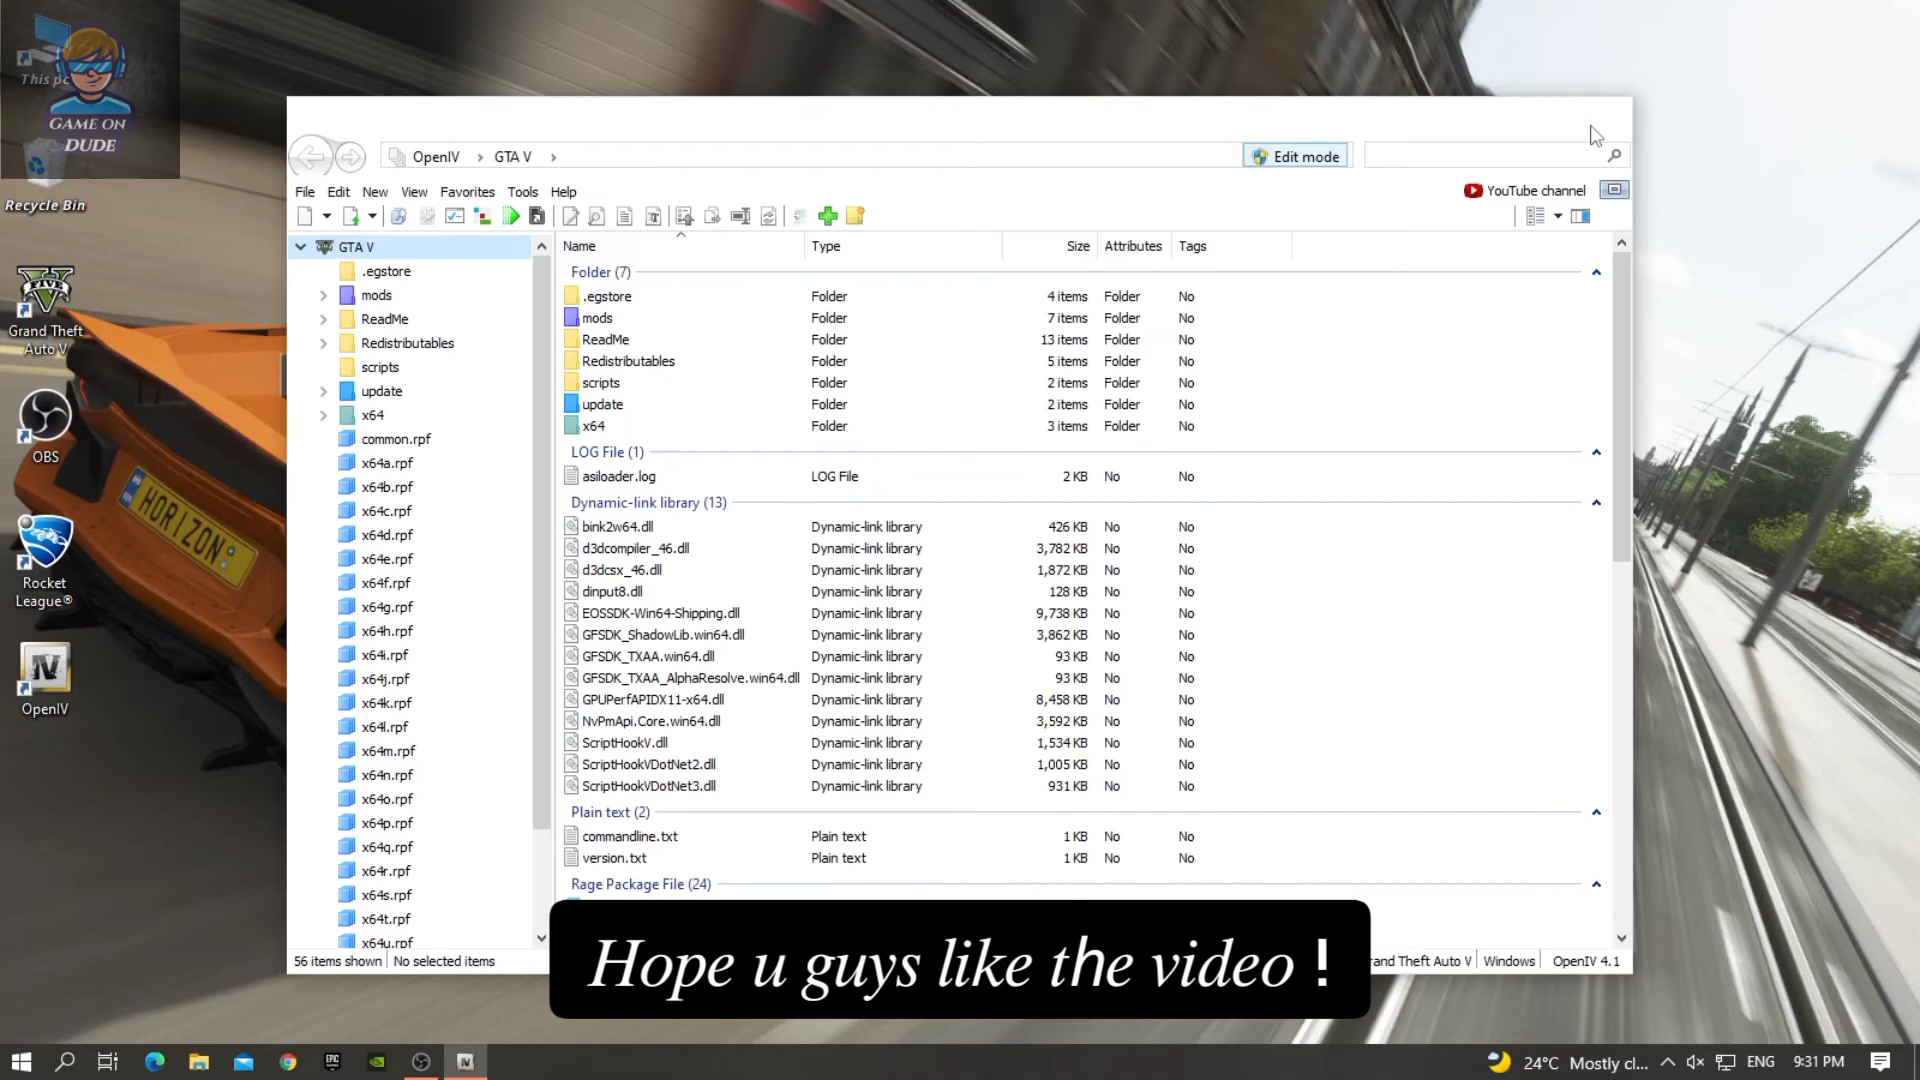 This pc
GAME ON
DUDE
Recycle Bin
FIVE
Grand Theft
Auto V
OBS
Rocket
League®
IV
OpenIV
HORIZON
OpenIV > GTA V >
Edit mode
File Edit New View Favorites Tools Help
YouTube channel
GTA V
.egstore
mods
ReadMe
Redistributables
scripts
update
x64
common.rpf
x64a.rpf
x64b.rpf
x64c.rpf
x64d.rpf
x64e.rpf
x64f.rpf
x64g.rpf
x64h.rpf
x64i.rpf
x64j.rpf
x64k.rpf
x64l.rpf
x64m.rpf
x64n.rpf
x64o.rpf
x64p.rpf
x64q.rpf
x64r.rpf
x64s.rpf
x64t.rpf
x64u.rpf
Name Type Size Attributes Tags
Folder (7)
.egstore Folder 4 items Folder No
mods Folder 7 items Folder No
ReadMe Folder 13 items Folder No
Redistributables Folder 5 items Folder No
scripts Folder 2 items Folder No
update Folder 2 items Folder No
x64 Folder 3 items Folder No
LOG File (1)
asiloader.log LOG File 2 KB No No
Dynamic-link library (13)
bink2w64.dll Dynamic-link library 426 KB No No
d3dcompiler_46.dll Dynamic-link library 3,782 KB No No
d3dcsx_46.dll Dynamic-link library 1,872 KB No No
dinput8.dll Dynamic-link library 128 KB No No
EOSSDK-Win64-Shipping.dll Dynamic-link library 9,738 KB No No
GFSDK_ShadowLib.win64.dll Dynamic-link library 3,862 KB No No
GFSDK_TXAA.win64.dll Dynamic-link library 93 KB No No
GFSDK_TXAA_AlphaResolve.win64.dll Dynamic-link library 93 KB No No
GPUPerfAPIDX11-x64.dll Dynamic-link library 8,458 KB No No
NvPmApi.Core.win64.dll Dynamic-link library 3,592 KB No No
ScriptHookV.dll Dynamic-link library 1,534 KB No No
ScriptHookVDotNet2.dll Dynamic-link library 1,005 KB No No
ScriptHookVDotNet3.dll Dynamic-link library 931 KB No No
Plain text (2)
commandline.txt Plain text 1 KB No No
version.txt Plain text 1 KB No No
Rage Package File (24)
56 items shown No selected items
rand Theft Auto V Windows OpenIV 4.1
Hope u guys like the video !
EPIC
IV
24°C Mostly cl... ENG 9:31 PM